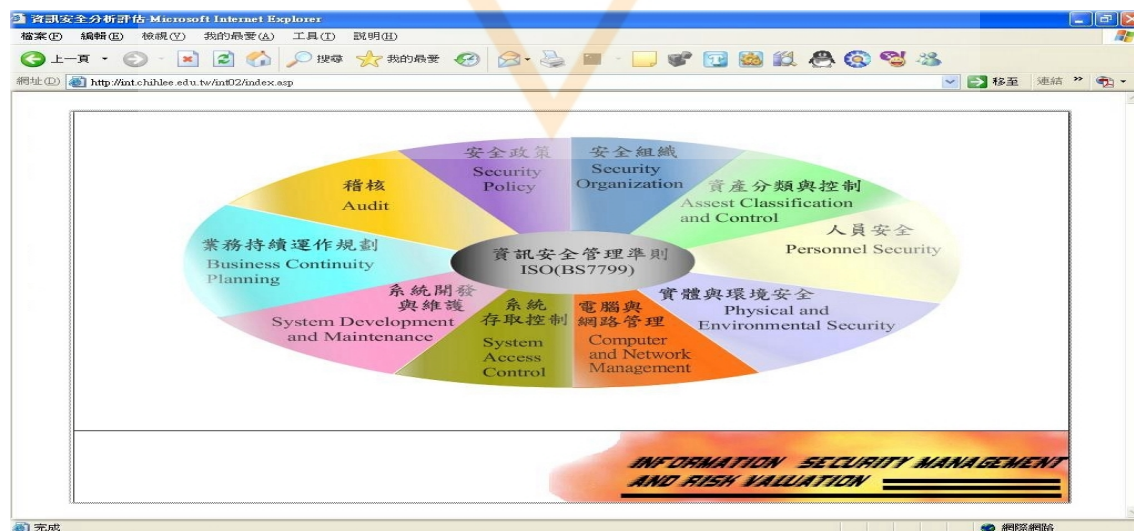 資訊安全分析評估-Microsoft Internet Explorer
檔案(F) 編輯(E) 檢視(V) 我的最愛(A) 工具(T) 說明(H)
上一頁 搜尋 我的最愛
網址(D) http://int.chihlee.edu.tw/int02/index.asp 移至 連結 »
安全政策
Security
Policy
安全組織
Security
Organization
資產分類與控制
Assest Classification
and Control
人員安全
Personnel Security
實體與環境安全
Physical and
Environmental Security
電腦與
網路管理
Computer
and Network
Management
系統
存取控制
System
Access
Control
系統開發
與維護
System Development
and Maintenance
業務持續運作規劃
Business Continuity
Planning
稽核
Audit
資訊安全管理準則
ISO(BS7799)
INFORMATION SECURITY MANAGEMENT
AND RISK VALUATION
完成 網際網路